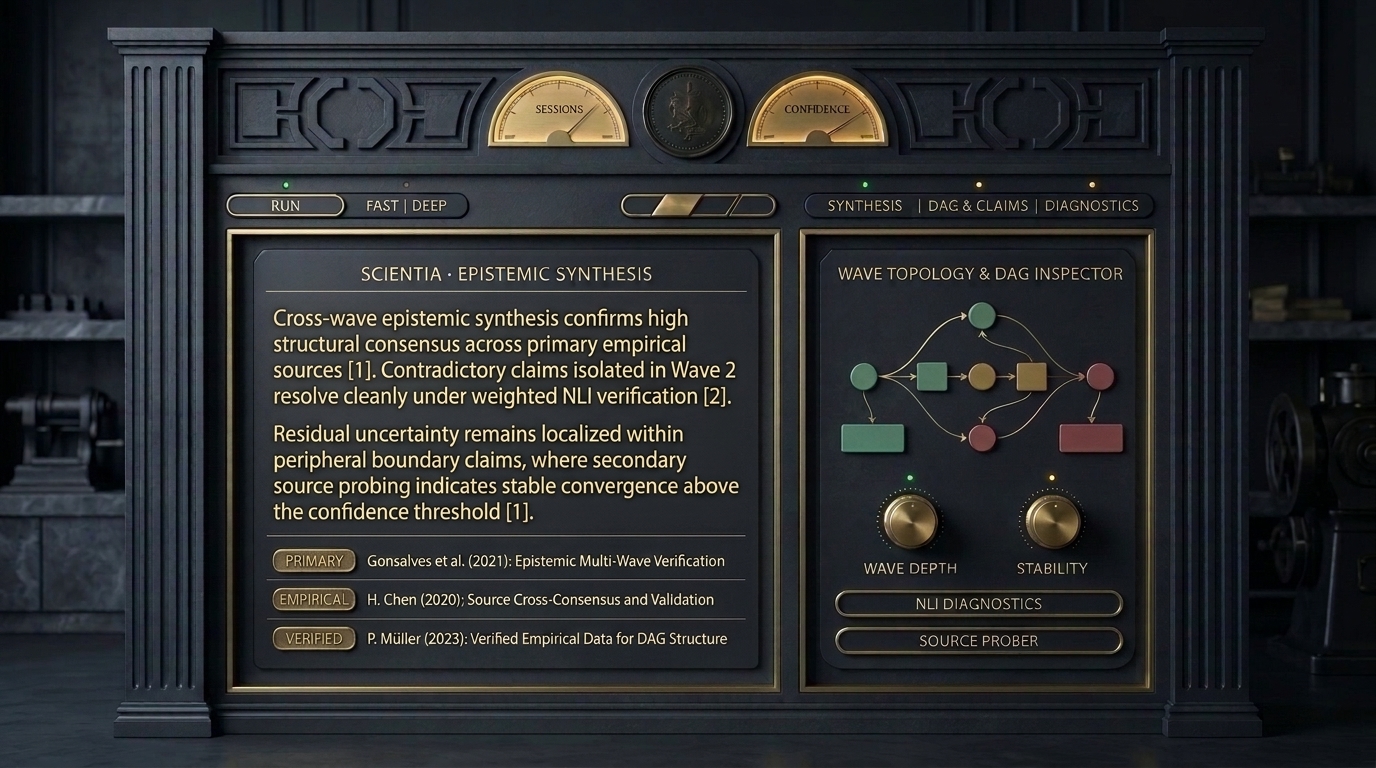 SESSIONS
CONFIDENCE
RUN
FAST | DEEP
SYNTHESIS | DAG & CLAIMS | DIAGNOSTICS
SCIENTIA · EPISTEMIC SYNTHESIS
Cross-wave epistemic synthesis confirms high
structural consensus across primary empirical
sources [1]. Contradictory claims isolated in Wave 2
resolve cleanly under weighted NLI verification [2].
Residual uncertainty remains localized within
peripheral boundary claims, where secondary
source probing indicates stable convergence above
the confidence threshold [1].
PRIMARY Gonsalves et al. (2021): Epistemic Multi-Wave Verification
EMPIRICAL H. Chen (2020); Source Cross-Consensus and Validation
VERIFIED P. Müller (2023): Verified Empirical Data for DAG Structure
WAVE TOPOLOGY & DAG INSPECTOR
WAVE DEPTH
STABILITY
NLI DIAGNOSTICS
SOURCE PROBER